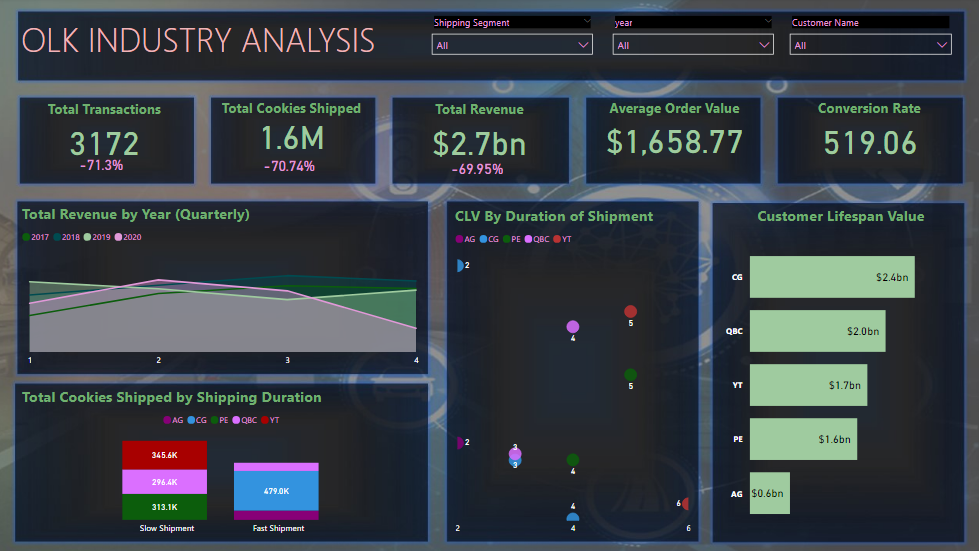 OLK INDUSTRY ANALYSIS
Shipping Segment
All
year
All
Customer Name
All
Total Transactions
3172
-71.3%
Total Cookies Shipped
1.6M
-70.74%
Total Revenue
$2.7bn
-69.95%
Average Order Value
$1,658.77
Conversion Rate
519.06
Total Revenue by Year (Quarterly)
2017 2018 2019 2020
1 2 3 4
Total Cookies Shipped by Shipping Duration
AG CG PE QBC YT
345.6K
296.4K
313.1K
479.0K
Slow Shipment Fast Shipment
CLV By Duration of Shipment
AG CG PE QBC YT
2
5
4
5
2
3
3
4
6
4
4
2 6
Customer Lifespan Value
CG $2.4bn
QBC $2.0bn
YT $1.7bn
PE $1.6bn
AG $0.6bn